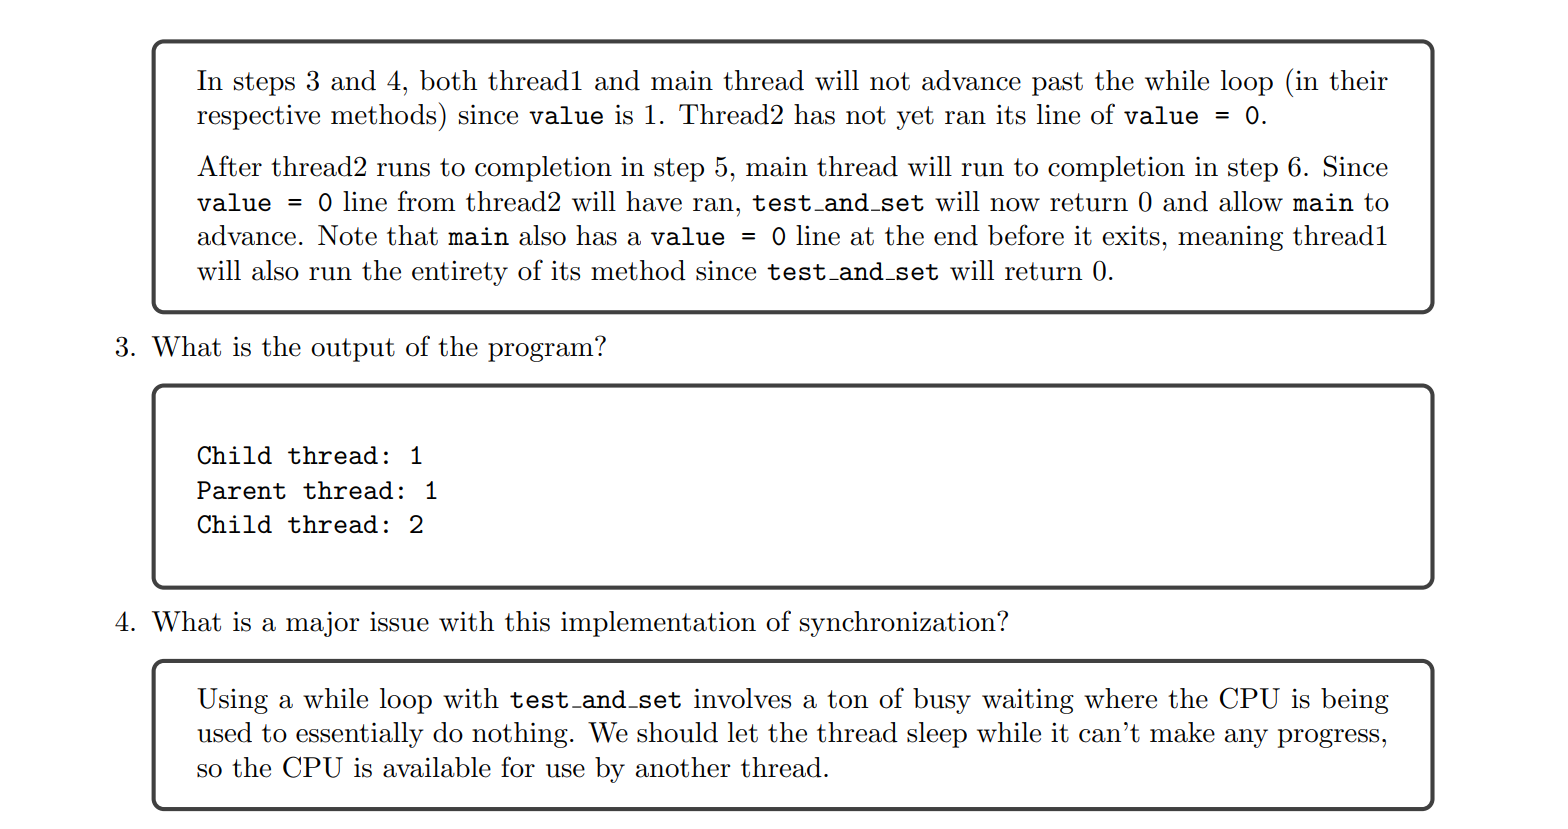 In steps 3 and 4, both thread1 and main thread will not advance past the while loop (in their
respective methods) since value is 1. Thread2 has not yet ran its line of value = 0.
After thread2 runs to completion in step 5, main thread will run to completion in step 6. Since
value = 0 line from thread2 will have ran, test_and_set will now return 0 and allow main to
advance. Note that main also has a value = 0 line at the end before it exits, meaning thread1
will also run the entirety of its method since test_and_set will return 0.
3. What is the output of the program?
Child thread: 1
Parent thread: 1
Child thread: 2
4. What is a major issue with this implementation of synchronization?
Using a while loop with test_and_set involves a ton of busy waiting where the CPU is being
used to essentially do nothing. We should let the thread sleep while it can't make any progress,
so the CPU is available for use by another thread.